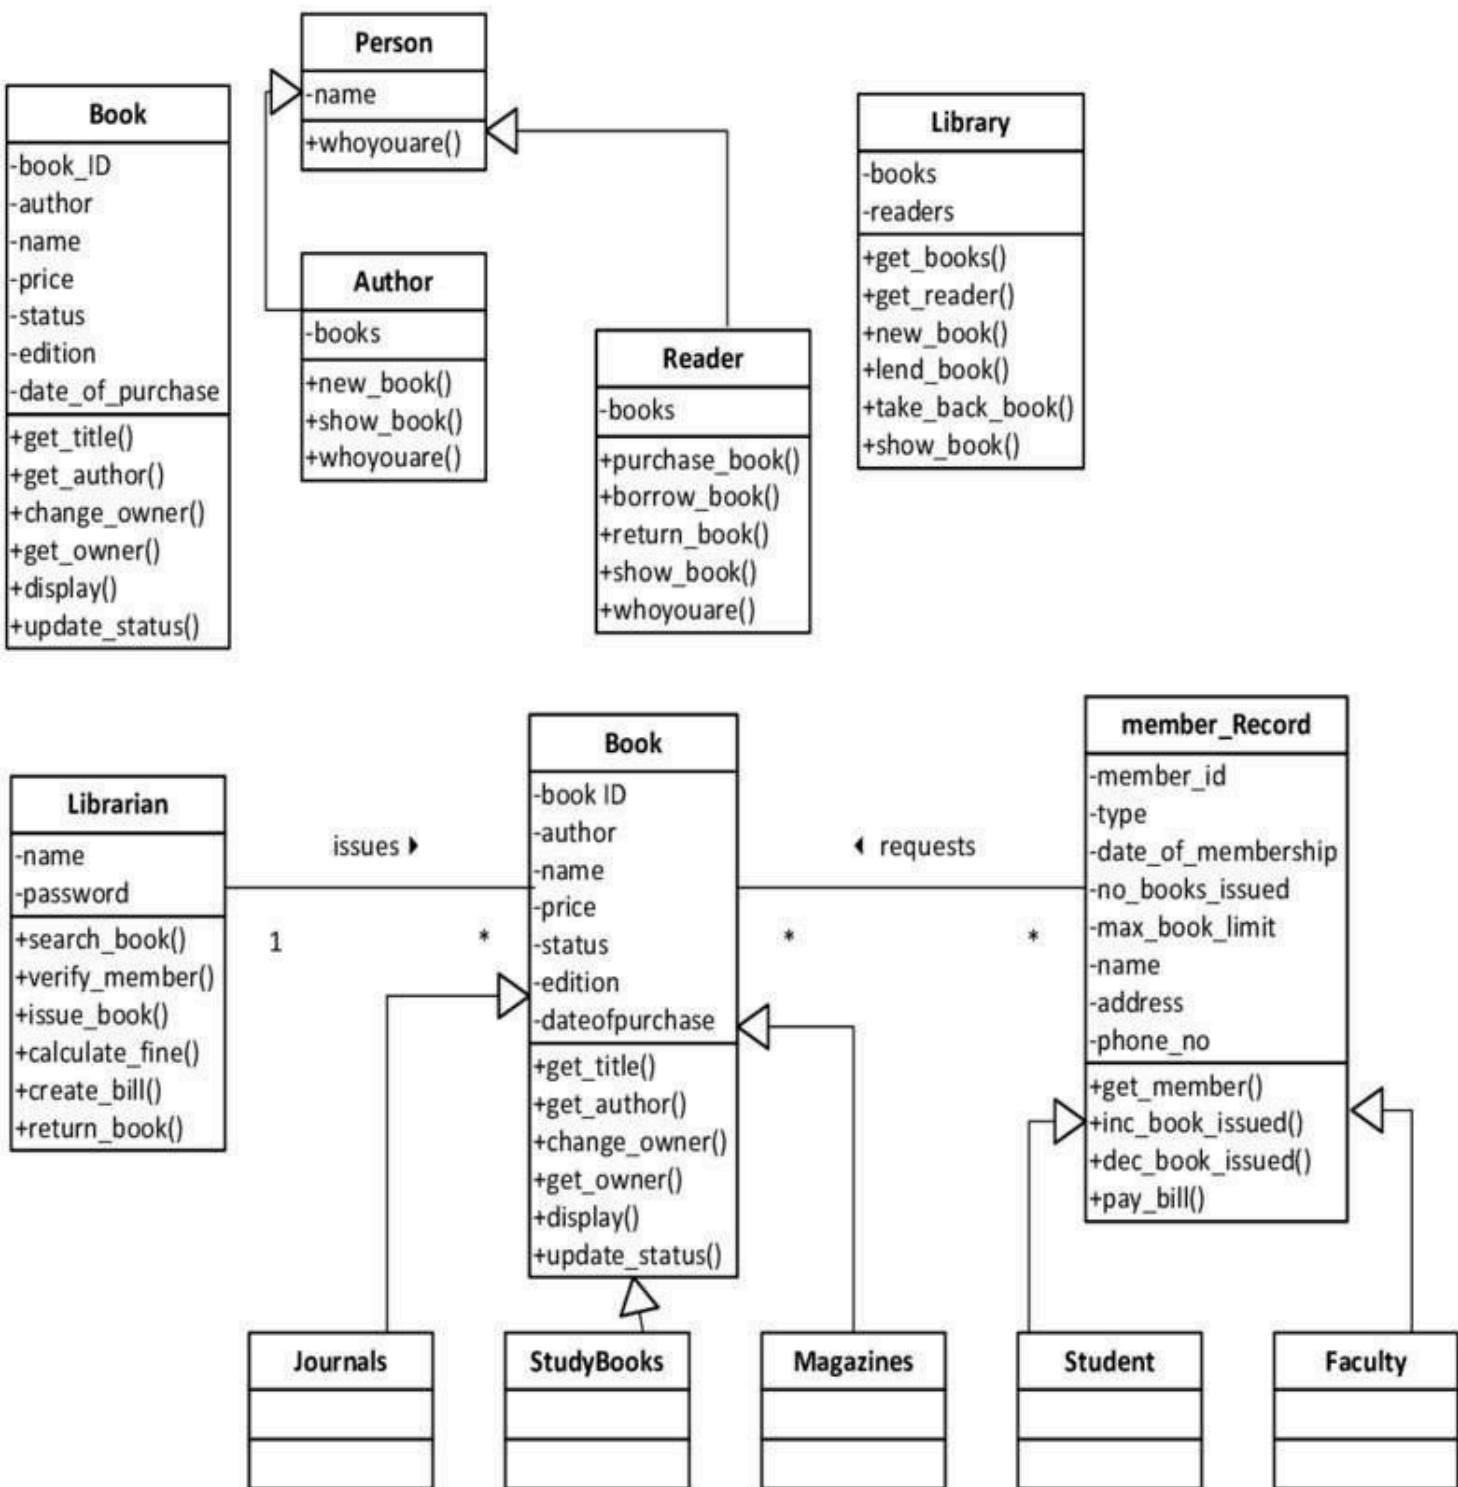 Person
-name
+whoyouare()
Book
-book_ID
-author
-name
-price
-status
-edition
-date_of_purchase
+get_title()
+get_author()
+change_owner()
+get_owner()
+display()
+update_status()
Author
-books
+new_book()
+show_book()
+whoyouare()
Reader
-books
+purchase_book()
+borrow_book()
+return_book()
+show_book()
+whoyouare()
Library
-books
-readers
+get_books()
+get_reader()
+new_book()
+lend_book()
+take_back_book()
+show_book()
Librarian
-name
-password
+search_book()
+verify_member()
+issue_book()
+calculate_fine()
+create_bill()
+return_book()
issues
1
*
Book
-book ID
-author
-name
-price
-status
-edition
-dateofpurchase
+get_title()
+get_author()
+change_owner()
+get_owner()
+display()
+update_status()
requests
*
*
member_Record
-member_id
-type
-date_of_membership
-no_books_issued
-max_book_limit
-name
-address
-phone_no
+get_member()
+inc_book_issued()
+dec_book_issued()
+pay_bill()
Journals
StudyBooks
Magazines
Student
Faculty